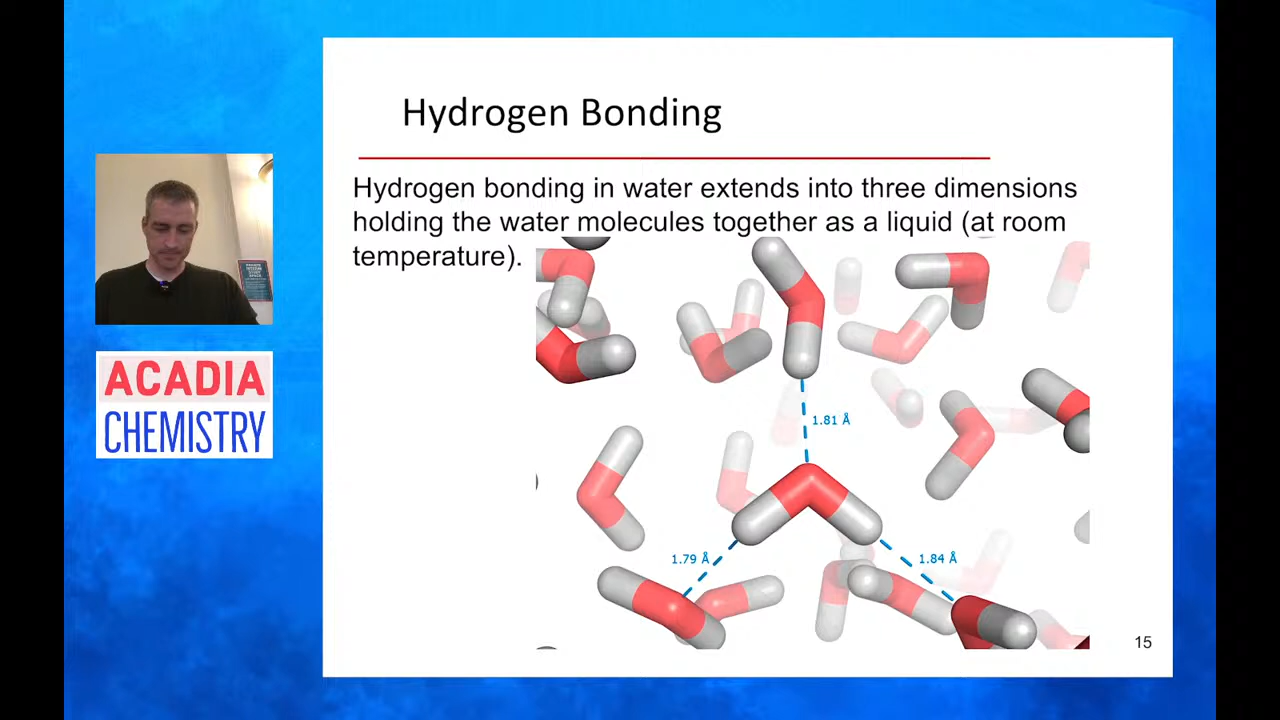 Hydrogen Bonding
Hydrogen bonding in water extends into three dimensions
holding the water molecules together as a liquid (at room
temperature).
ACADIA
CHEMISTRY
1.81 Å
1.79 Å
1.84 Å
15